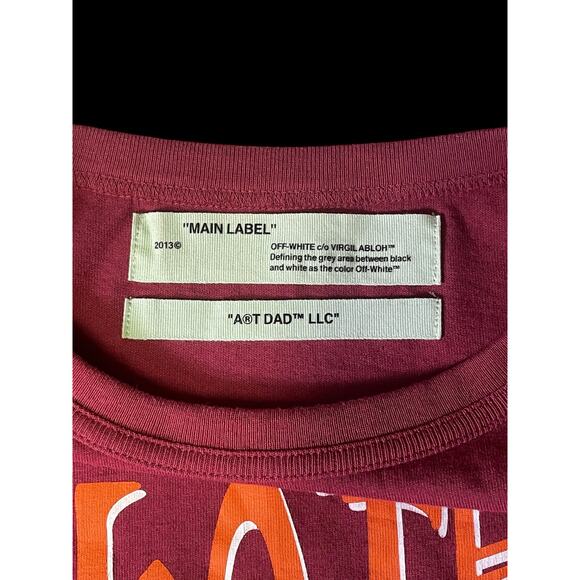 "MAIN LABEL"
2013©
OFF-WHITE c/o VIRGIL ABLOH™
Defining the grey area between black
and white as the color Off-White™
"A®T DAD™ LLC"